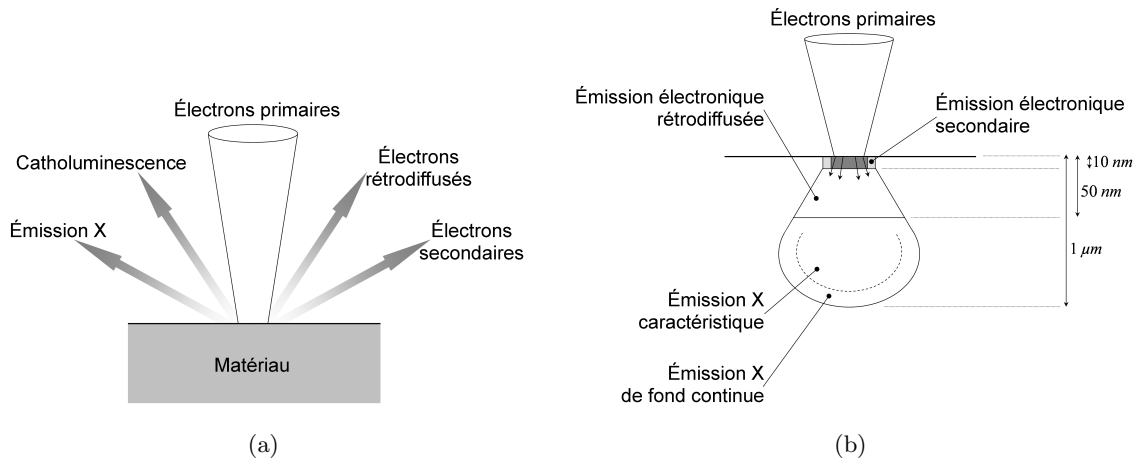 Électrons primaires
Catholuminescence
Électrons
rétrodiffusés
Émission X
Électrons
secondaires
Matériau
(a)
Électrons primaires
Émission électronique
rétrodiffusée
Émission électronique
secondaire
10 nm
50 nm
1 µm
Émission X
caractéristique
Émission X
de fond continue
(b)